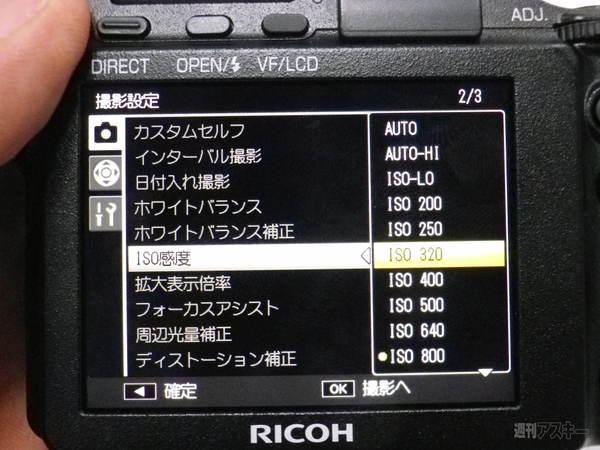 ADJ.
DIRECT OPEN/ VF/LCD
撮影設定 2/3
カスタムセルフ AUTO
インターバル撮影 AUTO-HI
日付入れ撮影 ISO-LO
ホワイトバランス ISO 200
ホワイトバランス補正 ISO 250
ISO感度 ISO 320
拡大表示倍率 ISO 400
フォーカスアシスト ISO 500
周辺光量補正 ISO 640
ディストーション補正 ISO 800
確定 OK 撮影へ
RICOH
週刊アスキー